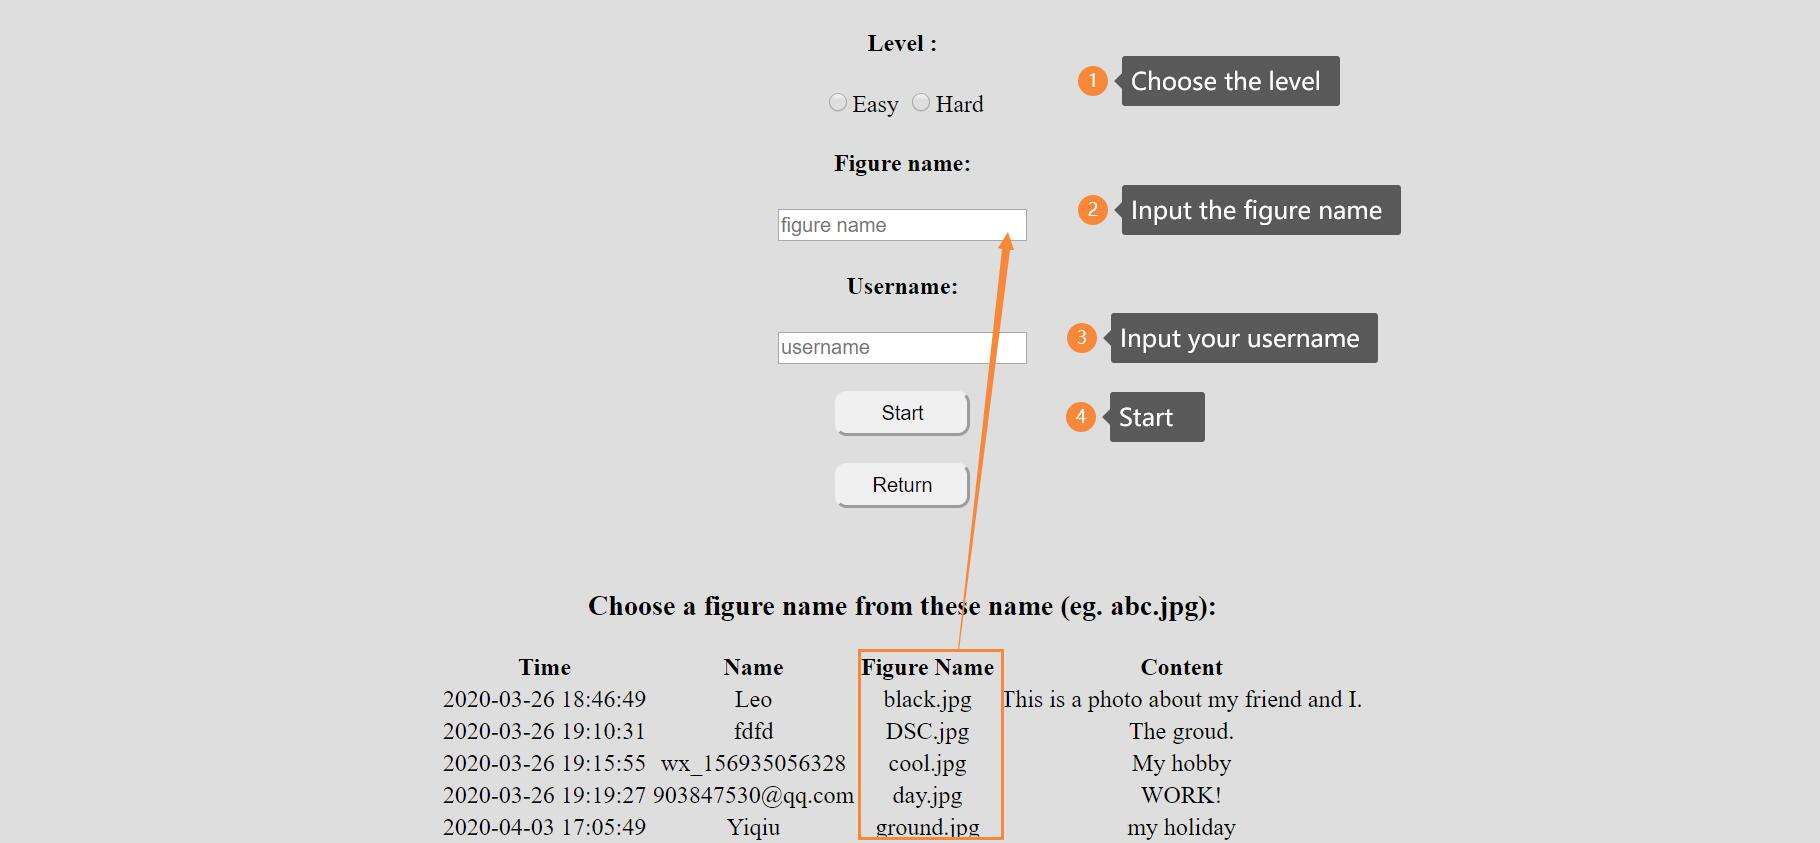 Level :
1 Choose the level
Easy Hard
Figure name:
2 Input the figure name
figure name
Username:
3 Input your username
username
Start
4 Start
Return
Choose a figure name from these name (eg. abc.jpg):
Time Name Figure Name Content
2020-03-26 18:46:49 Leo black.jpg This is a photo about my friend and I.
2020-03-26 19:10:31 fdfd DSC.jpg The groud.
2020-03-26 19:15:55 wx_156935056328 cool.jpg My hobby
2020-03-26 19:19:27 903847530@qq.com day.jpg WORK!
2020-04-03 17:05:49 Yiqiu ground.jpg my holiday